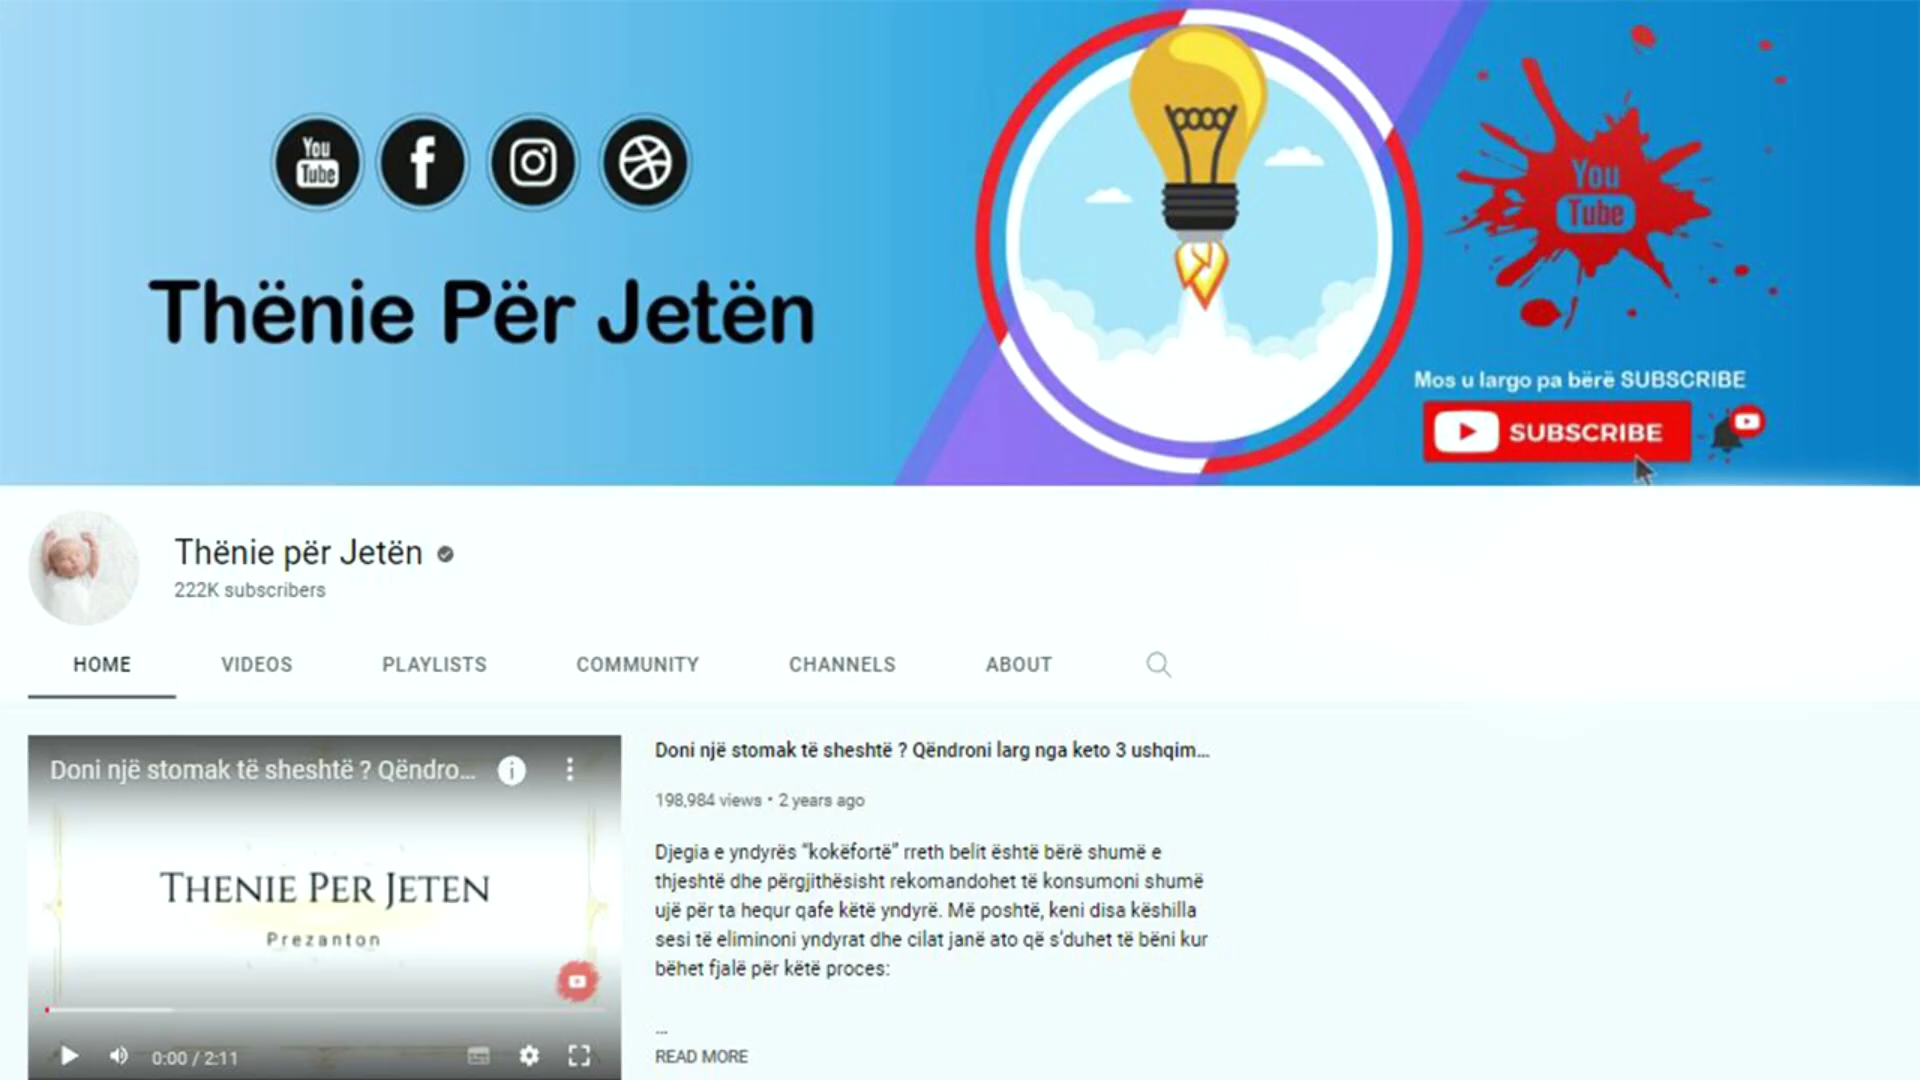 You
Tube
f
Thënie Për Jetën
You
Tube
Mos u largo pa bërë SUBSCRIBE
SUBSCRIBE
Thënie për Jetën
222K subscribers
HOME VIDEOS PLAYLISTS COMMUNITY CHANNELS ABOUT
Doni një stomak të sheshtë ? Qëndro...
THENIE PER JETEN
Prezanton
0:00 / 2:11
Doni një stomak të sheshtë ? Qëndroni larg nga keto 3 ushqim...
198,984 views • 2 years ago
Djegia e yndyrës “kokëfortë” rreth belit është bërë shumë e
thjeshtë dhe përgjithësisht rekomandohet të konsumoni shumë
ujë për ta hequr qafe këtë yndyrë. Më poshtë, keni disa këshilla
sesi të eliminoni yndyrat dhe cilat janë ato që s'duhet të bëni kur
bëhet fjalë për këtë proces:
...
READ MORE